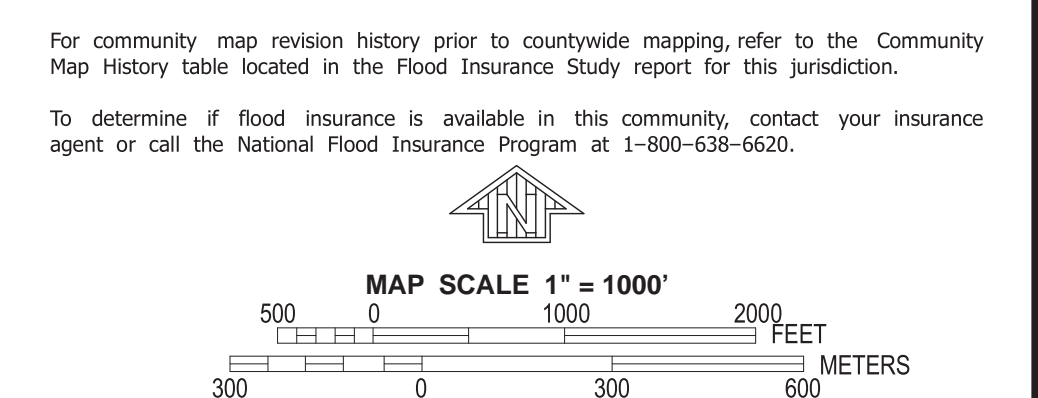 For community map revision history prior to countywide mapping, refer to the Community
Map History table located in the Flood Insurance Study report for this jurisdiction.
To determine if flood insurance is available in this community, contact your insurance
agent or call the National Flood Insurance Program at 1–800–638–6620.
N
MAP SCALE 1" = 1000’
500 0 1000 2000
FEET
METERS
300 0 300 600